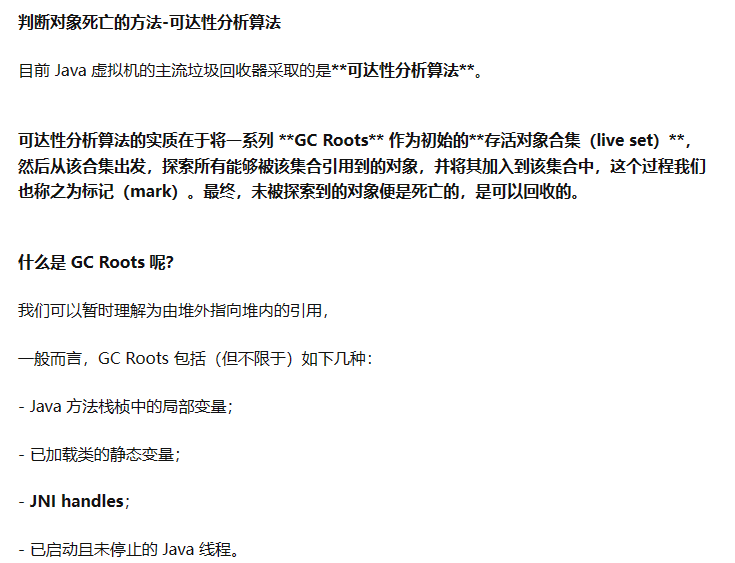 判断对象死亡的方法-可达性分析算法
目前 Java 虚拟机的主流垃圾回收器采取的是**可达性分析算法**。
可达性分析算法的实质在于将一系列 **GC Roots** 作为初始的**存活对象合集（live set）**，
然后从该合集出发，探索所有能够被该集合引用到的对象，并将其加入到该集合中，这个过程我们
也称之为标记（mark）。最终，未被探索到的对象便是死亡的，是可以回收的。
什么是 GC Roots 呢？
我们可以暂时理解为由堆外指向堆内的引用，
一般而言，GC Roots 包括（但不限于）如下几种：
- Java 方法栈桢中的局部变量；
- 已加载类的静态变量；
- JNI handles；
- 已启动且未停止的 Java 线程。